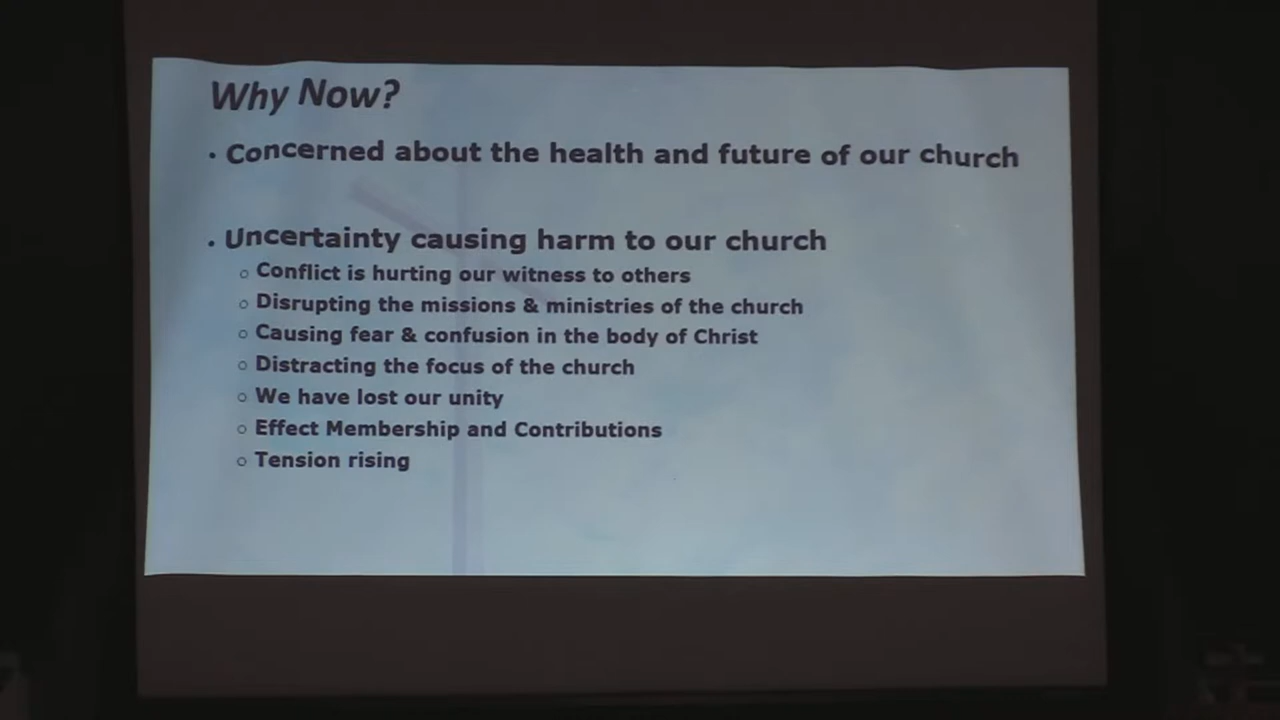 Why Now?
• Concerned about the health and future of our church
• Uncertainty causing harm to our church
○ Conflict is hurting our witness to others
○ Disrupting the missions & ministries of the church
○ Causing fear & confusion in the body of Christ
○ Distracting the focus of the church
○ We have lost our unity
○ Effect Membership and Contributions
○ Tension rising